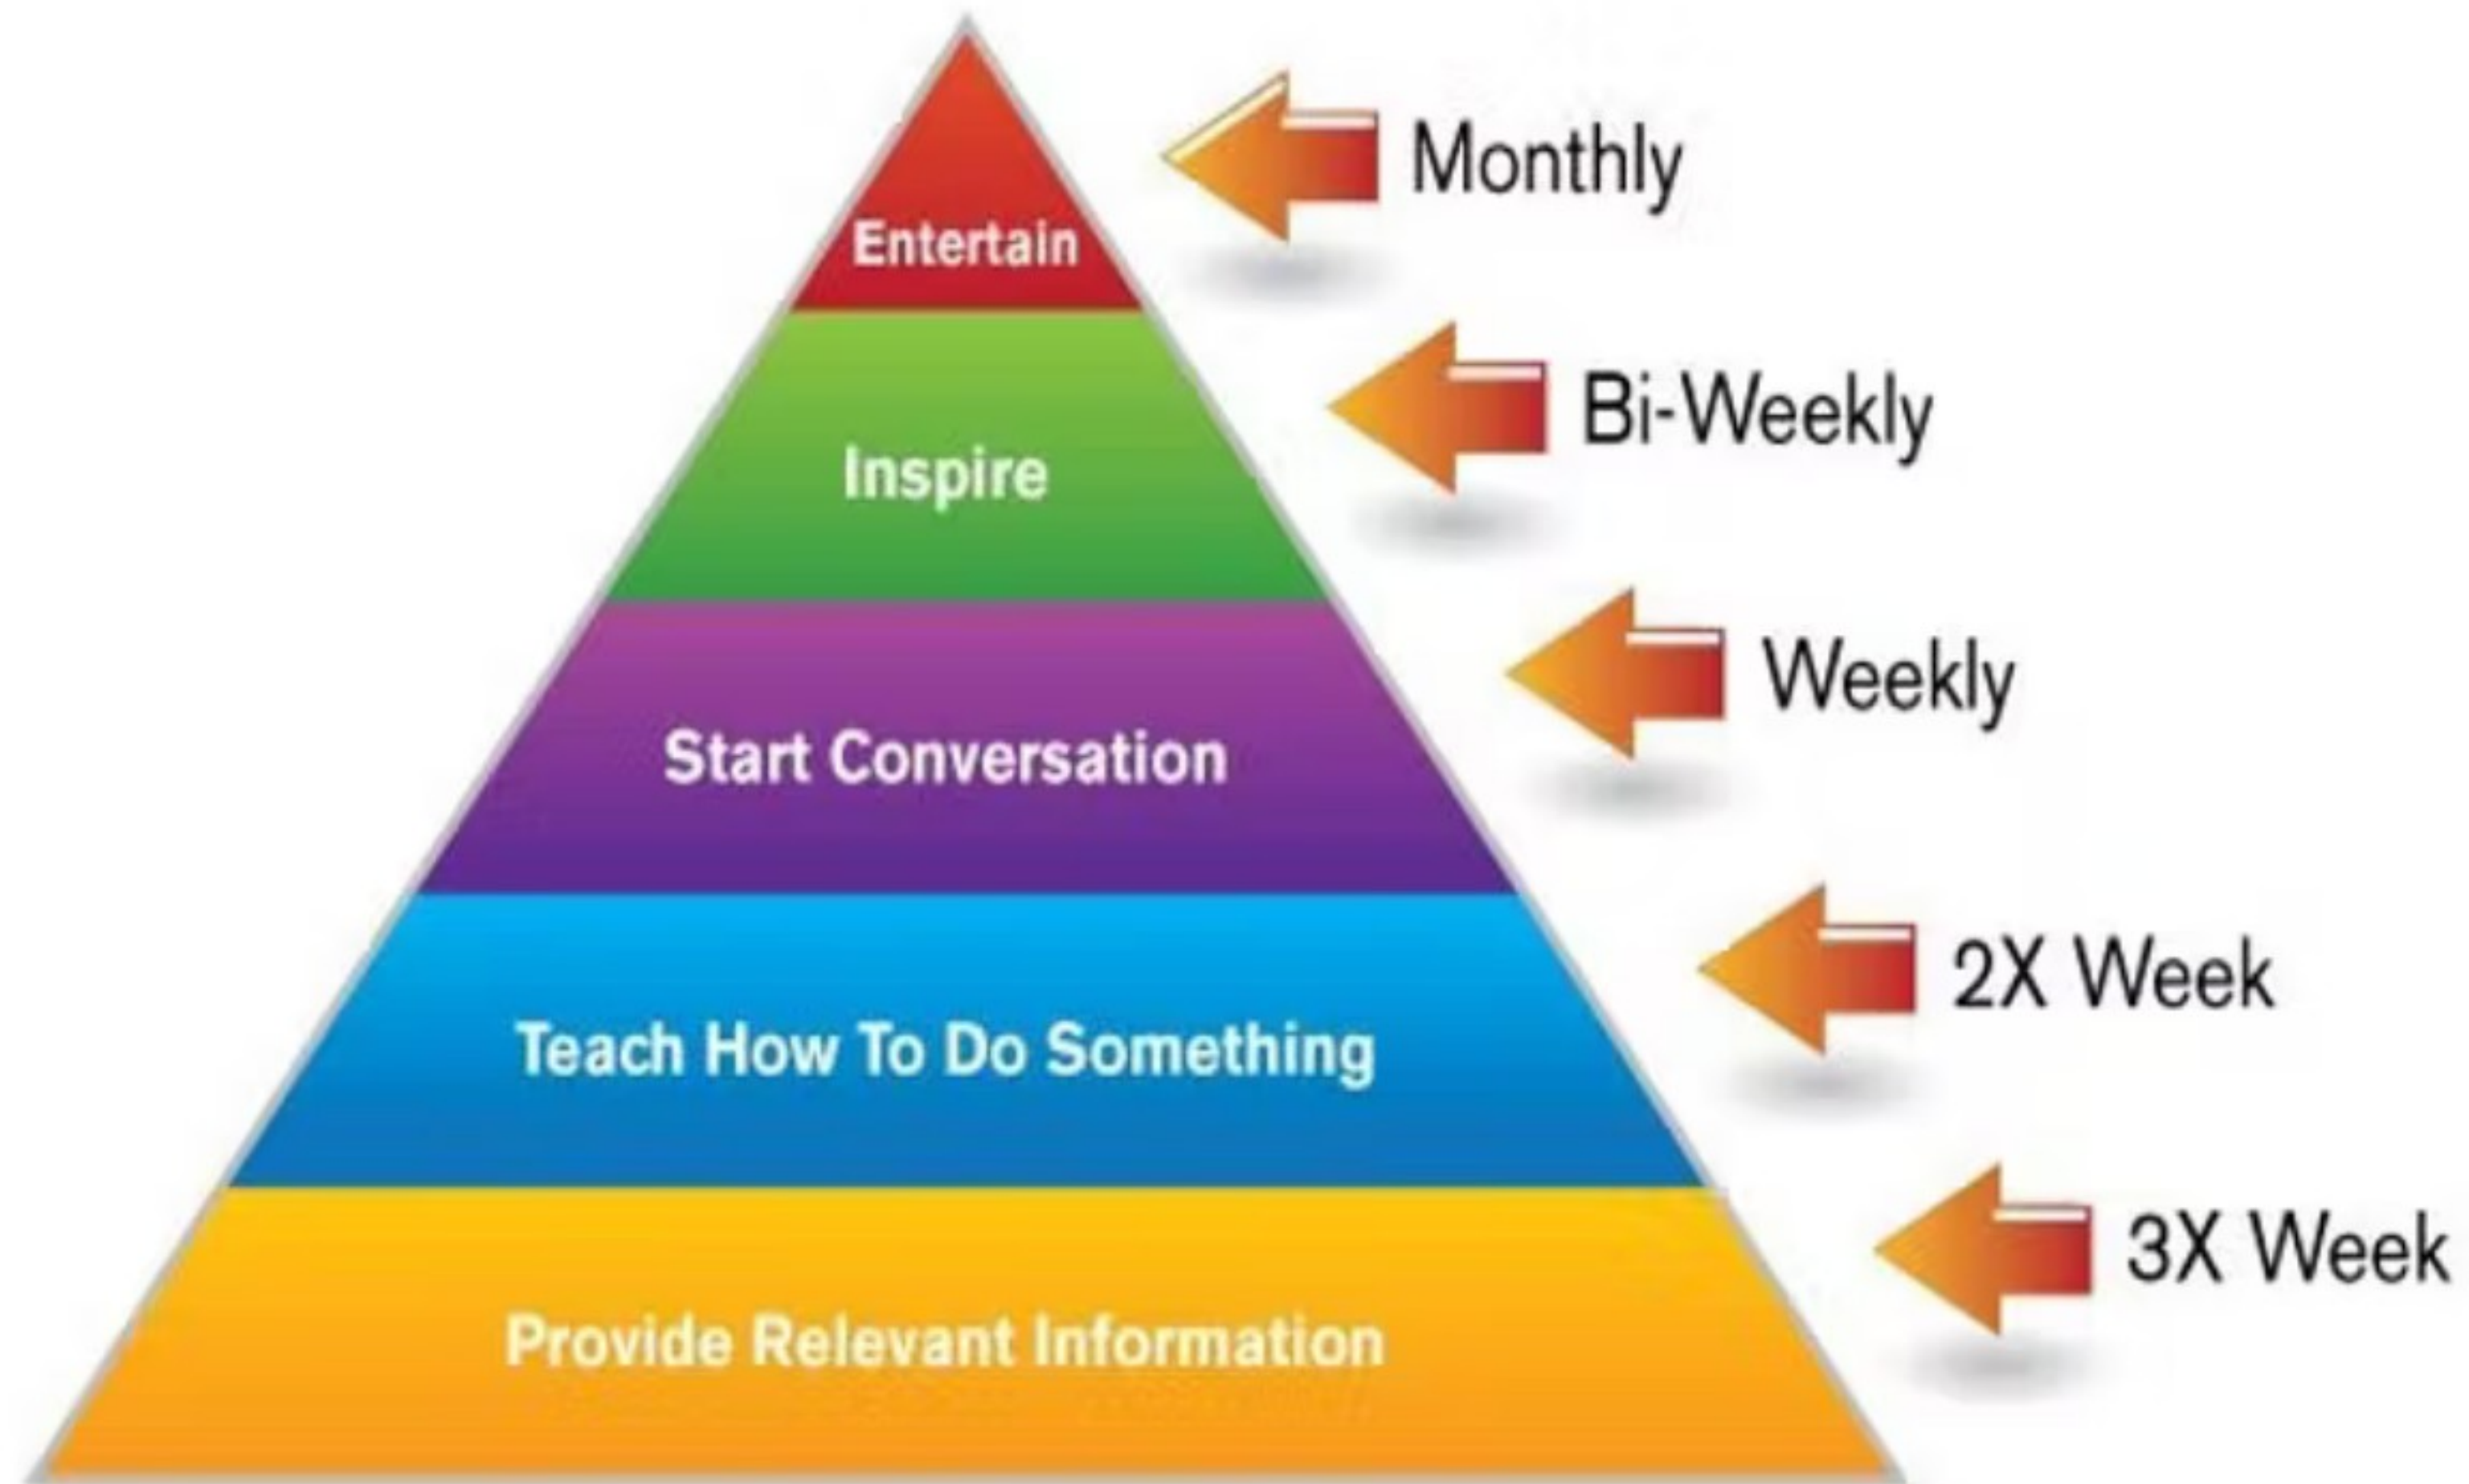 Monthly
Entertain
Bi-Weekly
Inspire
Weekly
Start Conversation
2X Week
Teach How To Do Something
3X Week
Provide Relevant Information